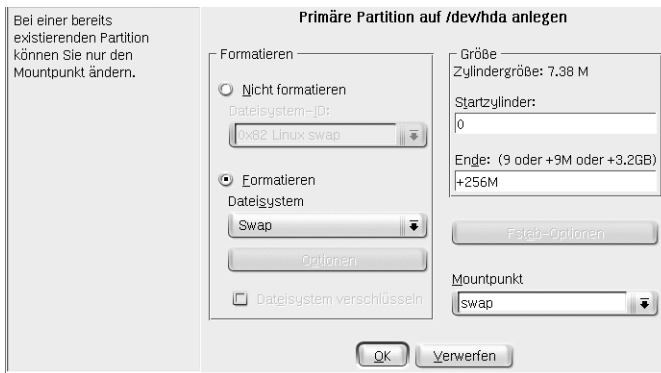 Bei einer bereits
existierenden Partition
können Sie nur den
Mountpunkt ändern.
Primäre Partition auf /dev/hda anlegen
Formatieren
Nicht formatieren
Dateisystem-ID:
0x82 Linux swap
Formatieren
Dateisystem
Swap
Optionen
Dateisystem verschlüsseln
Größe
Zylindergröße: 7.38 M
Startzylinder:
0
Ende: (9 oder +9M oder +3.2GB)
+256M
Fstab-Optionen
Mountpunkt
swap
OK
Verwerfen